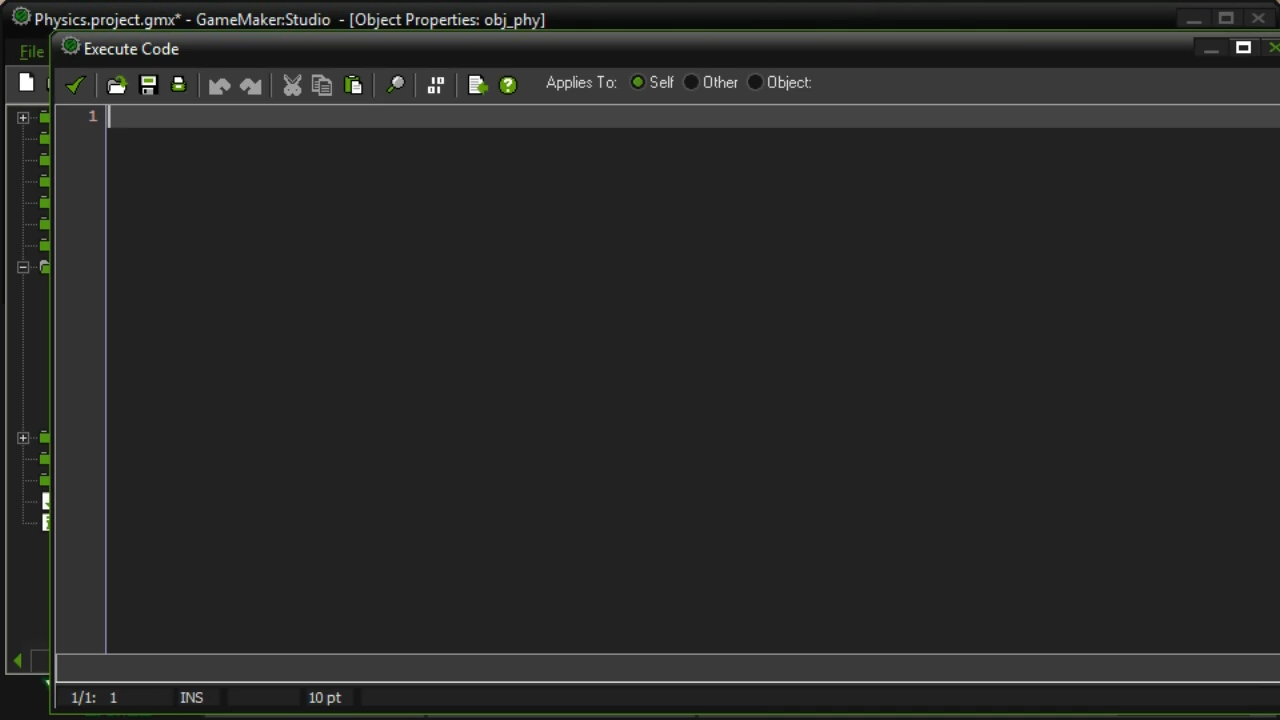 Physics.project.gmx* - GameMaker:Studio - [Object Properties: obj_phy]
File
Execute Code
Applies To: Self Other Object:
1
1/1: 1 INS 10 pt